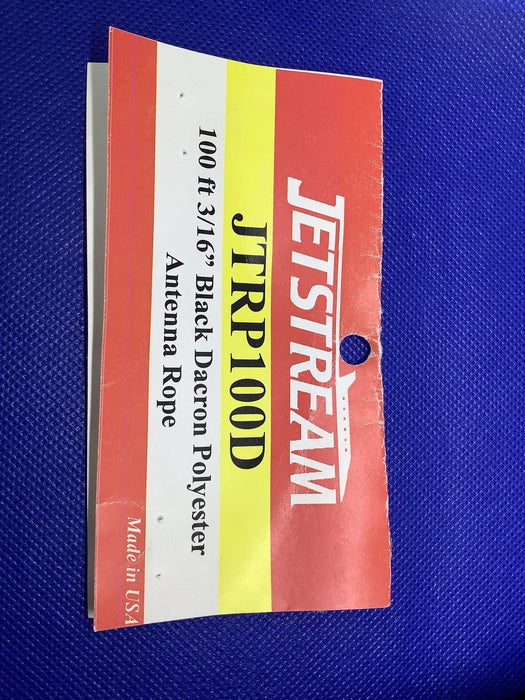 JETSTREAM
JTRP100D
100 ft 3/16” Black Dacron Polyester
Antenna Rope
Made in USA